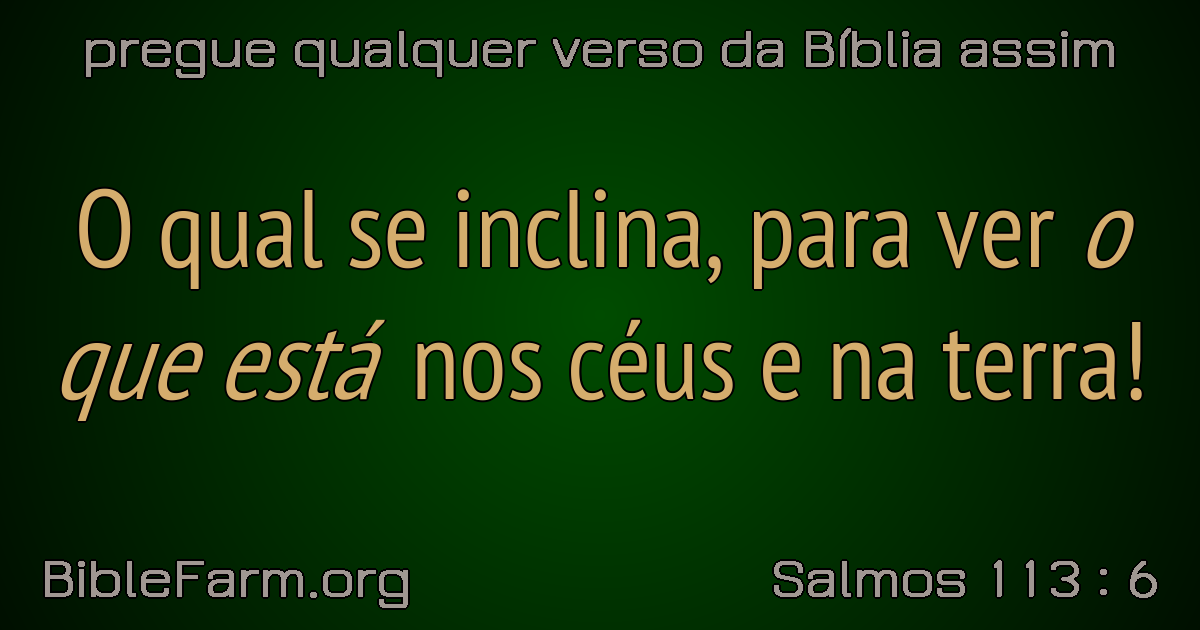 pregue qualquer verso da Bíblia assim
O qual se inclina, para ver o
que está nos céus e na terra!
BibleFarm.org
Salmos 113 : 6